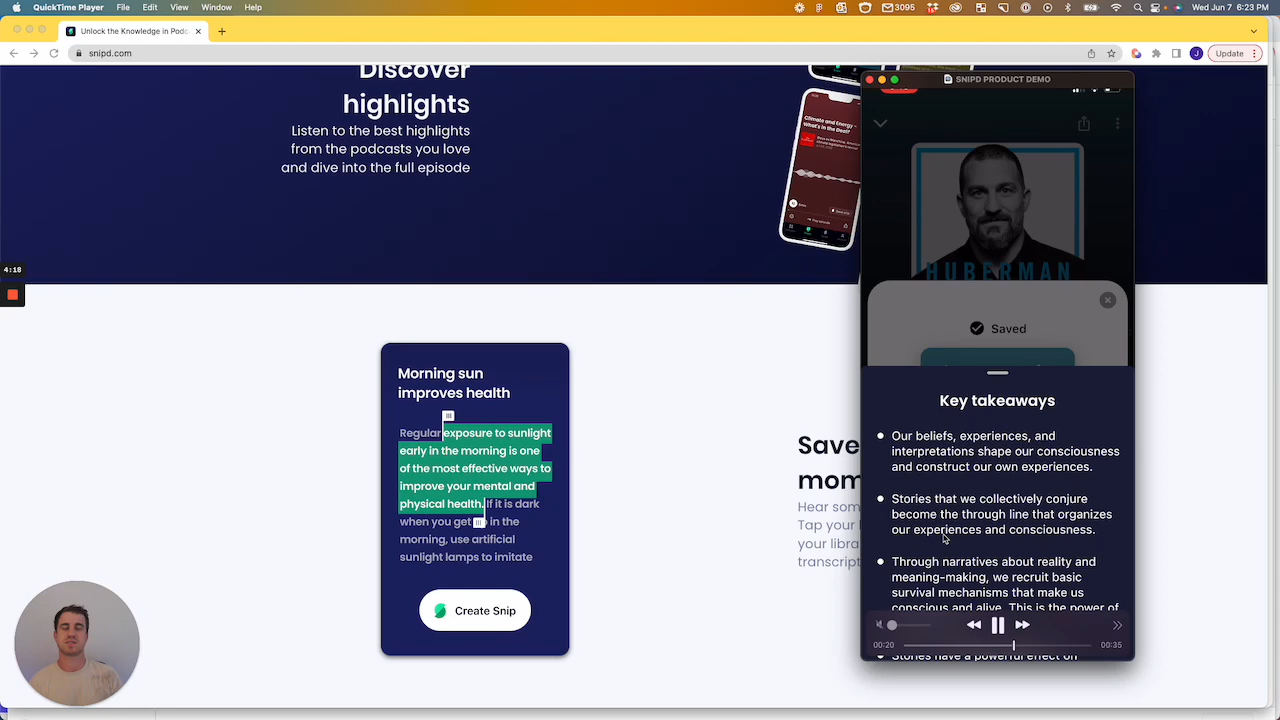 QuickTime Player File Edit View Window Help
3095
Wed Jun 7 6:23 PM
Unlock the Knowledge in Podc
snipd.com
Update
Discover
highlights
Listen to the best highlights
from the podcasts you love
and dive into the full episode
Climate and Energy -
What's in the Deal?
SNIPD PRODUCT DEMO
HUBERMAN
Saved
4:18
Morning sun
improves health
Regular exposure to sunlight
early in the morning is one
of the most effective ways to
improve your mental and
physical health. If it is dark
when you get in the
morning, use artificial
sunlight lamps to imitate
Create Snip
Save
mom
Hear som
Tap your
your libra
transcript
Key takeaways
Our beliefs, experiences, and
interpretations shape our consciousness
and construct our own experiences.
Stories that we collectively conjure
become the through line that organizes
our experiences and consciousness.
Through narratives about reality and
meaning-making, we recruit basic
survival mechanisms that make us
conscious and alive. This is the power of
00:20
00:35
Stories have a powerful effect on